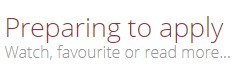 Preparing to apply
Watch, favourite or read more...